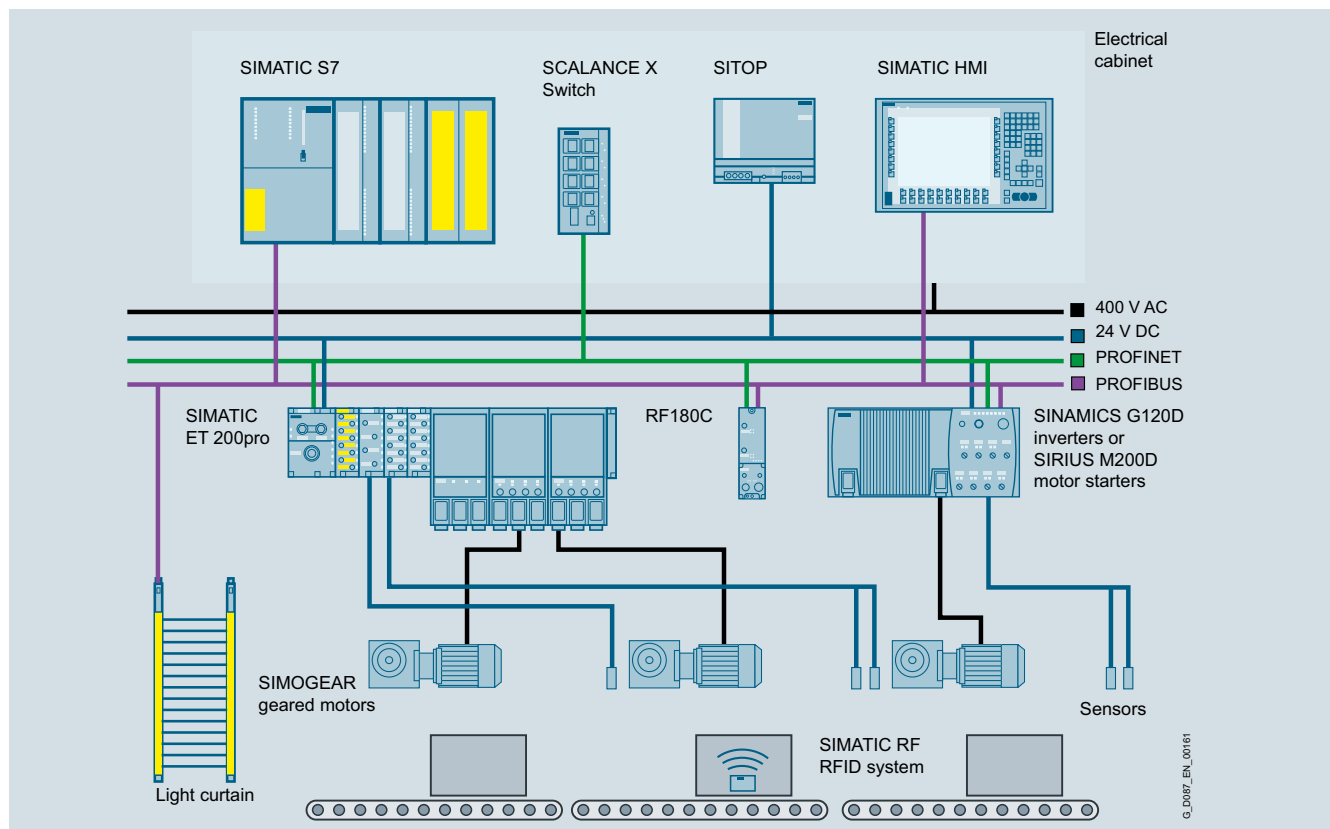 Electrical
cabinet
SIMATIC S7
SCALANCE X
Switch
SITOP
SIMATIC HMI
400 V AC
24 V DC
PROFINET
PROFIBUS
SIMATIC
ET 200pro
RF180C
SINAMICS G120D
inverters or
SIRIUS M200D
motor starters
SIMOGEAR
geared motors
Sensors
SIMATIC RF
RFID system
Light curtain
G_D087_EN_00161